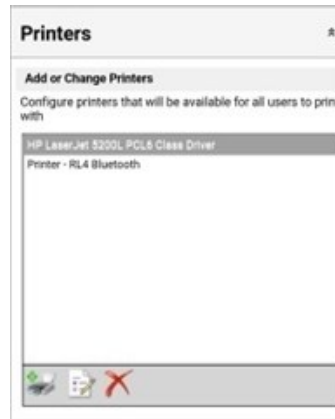 Printers
Add or Change Printers
Configure printers that will be available for all users to prin
with
HP LaserJet 5200L PCL6 Class Driver
Printer - RL4 Bluetooth